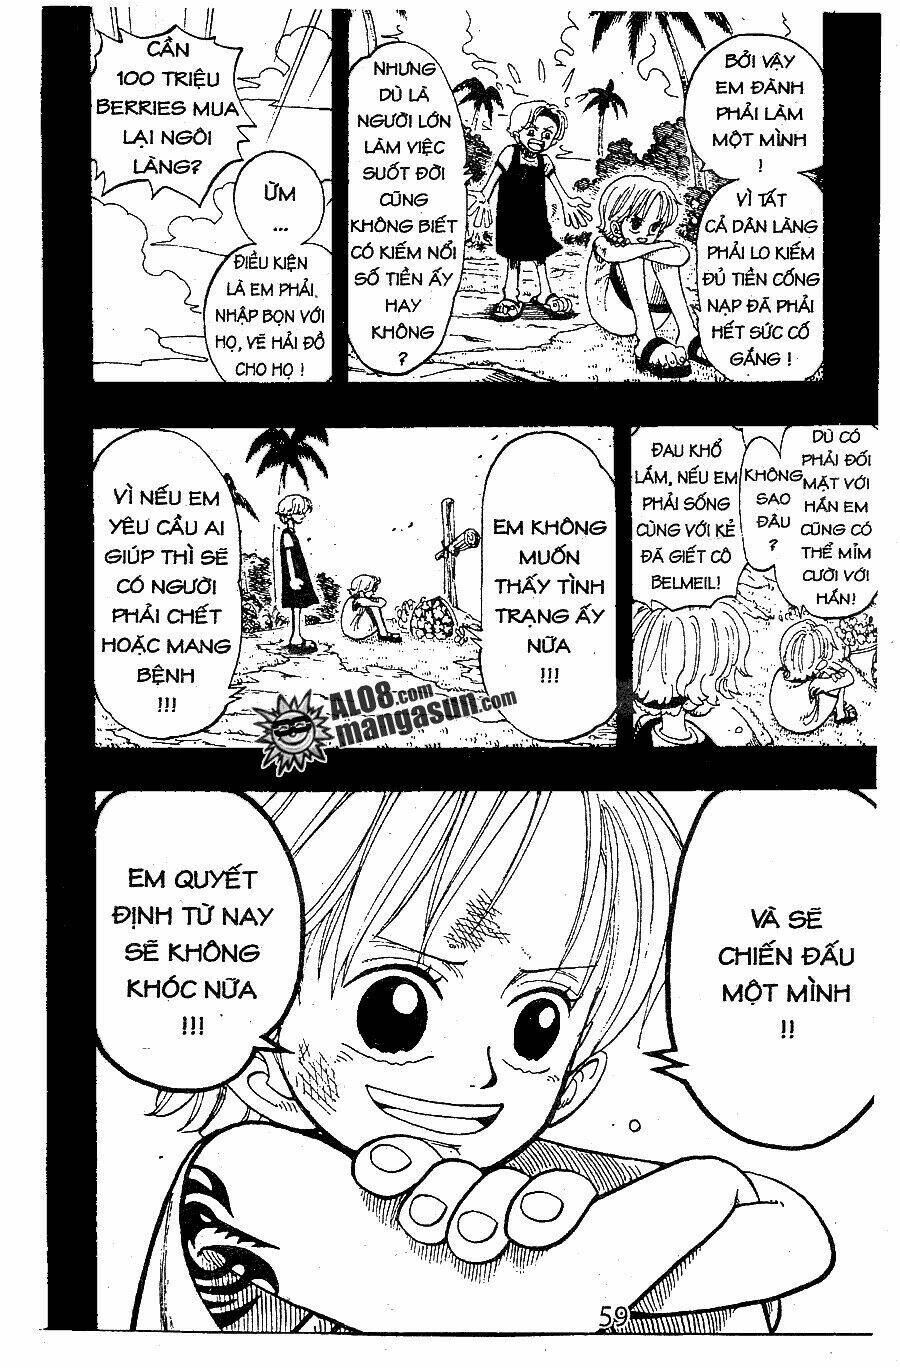 CẦN
100 TRIỆU
BERRIES MUA
LẠI NGÔI
LÀNG?
ỪM
...
ĐIỀU KIỆN
LÀ EM PHẢI
NHẬP BỌN VỚI
HỌ, VẼ HẢI ĐỒ
CHO HỌ !
NHƯNG
DÙ LÀ
NGƯỜI LỚN
LÀM VIỆC
SUỐT ĐỜI
CŨNG
KHÔNG BIẾT
CÓ KIẾM NỔI
SỐ TIỀN ẤY
HAY
KHÔNG
?
BỞI VẬY
EM ĐÀNH
PHẢI LÀM
MỘT MÌNH
!
VÌ TẤT
CẢ DÂN LÀNG
PHẢI LO KIẾM
ĐỦ TIỀN CỐNG
NẠP ĐÃ PHẢI
HẾT SỨC CỐ
GẮNG !
VÌ NẾU EM
YÊU CẦU AI
GIÚP THÌ SẼ
CÓ NGƯỜI
PHẢI CHẾT
HOẶC MANG
BỆNH
!!!
EM KHÔNG
MUỐN
THẤY TÌNH
TRẠNG ẤY
NỮA
!!!
ĐAU KHỔ
LẮM, NẾU EM
PHẢI SỐNG
CÙNG VỚI KẺ
ĐÃ GIẾT CÔ
BELMEIL!
KHÔNG
SAO
ĐÂU
?
DÙ CÓ
PHẢI ĐỐI
MẶT VỚI
HẮN EM
CŨNG CÓ
THỂ MỈM
CƯỜI VỚI
HẮN!
ALO8.com
mangasun.com
EM QUYẾT
ĐỊNH TỪ NAY
SẼ KHÔNG
KHÓC NỮA
!!!
VÀ SẼ
CHIẾN ĐẤU
MỘT MÌNH
!!
59